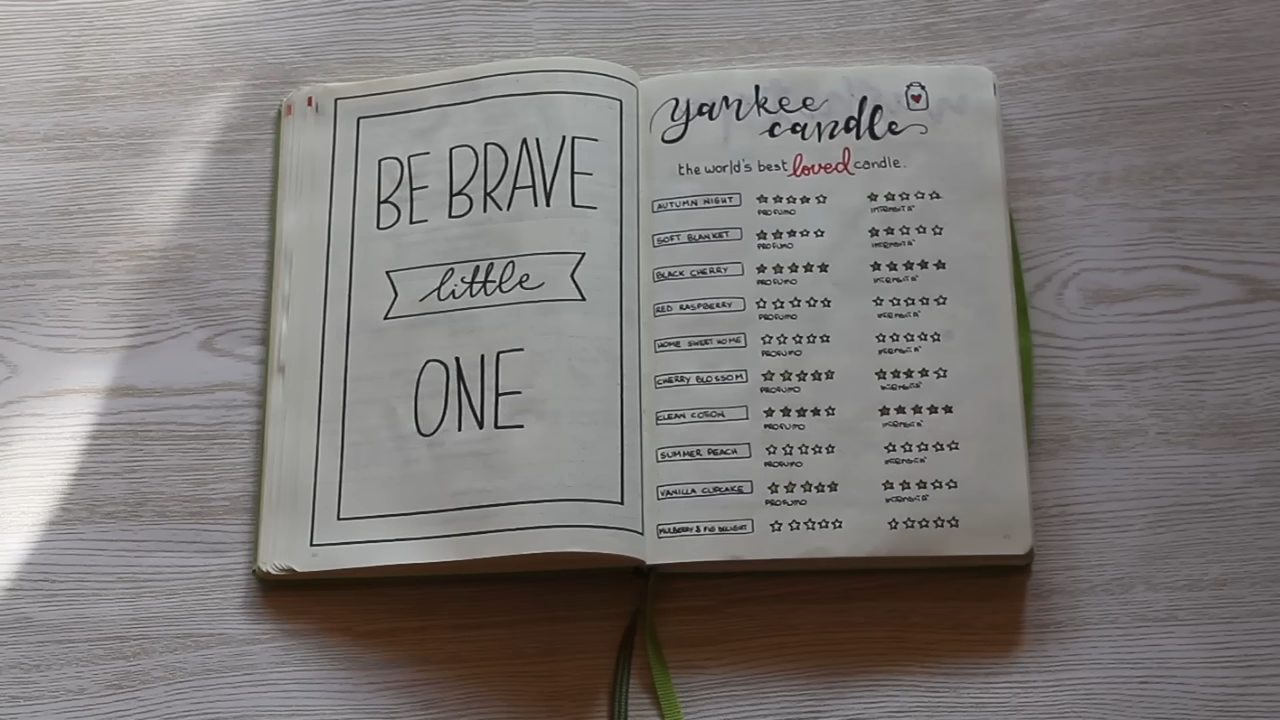 BE BRAVE
little
ONE
yankee
candle
the world's best loved candle.
AUTUMN NIGHT
PROFUMO INTENSITA'
SOFT BLANKET
PROFUMO INTENSITA'
BLACK CHERRY
PROFUMO INTENSITA'
RED RASPBERRY
PROFUMO INTENSITA'
HOME SWEET HOME
PROFUMO INTENSITA'
CHERRY BLOSSOM
PROFUMO INTENSITA'
CLEAN COTTON
PROFUMO INTENSITA'
SUMMER PEACH
PROFUMO INTENSITA'
VANILLA CUPCAKE
PROFUMO INTENSITA'
MULBERRY & FIG DELIGHT